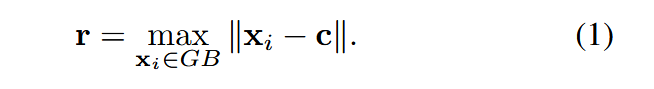 r = max_{x_i ∈ GB} ‖x_i − c‖. (1)